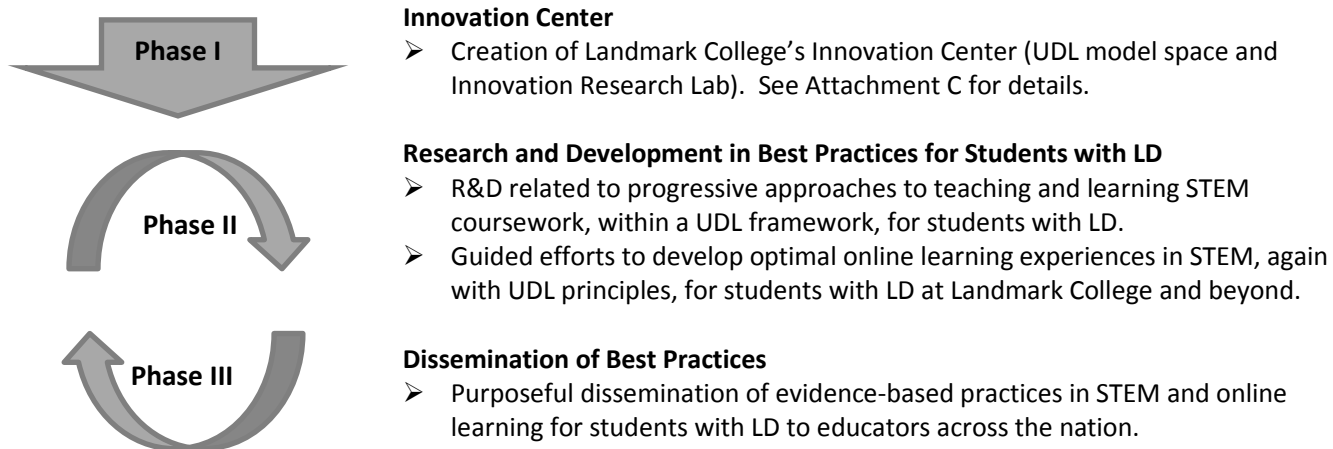 Phase I
Innovation Center
➢ Creation of Landmark College’s Innovation Center (UDL model space and
Innovation Research Lab).  See Attachment C for details.
Phase II
Research and Development in Best Practices for Students with LD
➢ R&D related to progressive approaches to teaching and learning STEM
coursework, within a UDL framework, for students with LD.
➢ Guided efforts to develop optimal online learning experiences in STEM, again
with UDL principles, for students with LD at Landmark College and beyond.
Phase III
Dissemination of Best Practices
➢ Purposeful dissemination of evidence-based practices in STEM and online
learning for students with LD to educators across the nation.